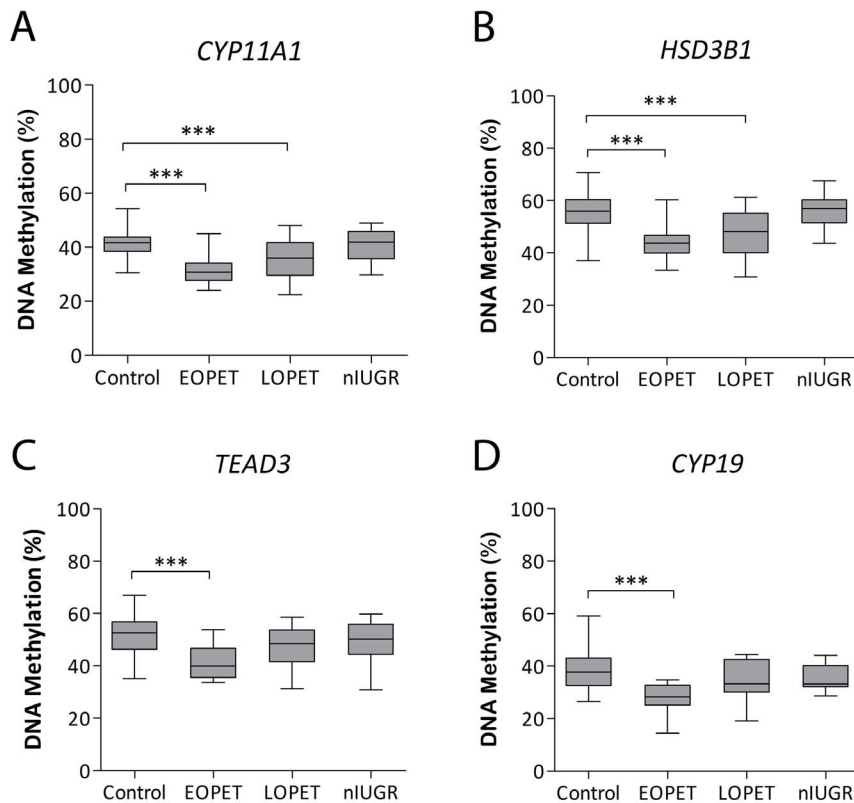 A
CYP11A1
DNA Methylation (%)
100
80
60
40
20
0
***
***
Control EOPET LOPET nIUGR
B
HSD3B1
DNA Methylation (%)
100
80
60
40
20
0
***
***
Control EOPET LOPET nIUGR
C
TEAD3
DNA Methylation (%)
100
80
60
40
20
0
***
Control EOPET LOPET nIUGR
D
CYP19
DNA Methylation (%)
100
80
60
40
20
0
***
Control EOPET LOPET nIUGR